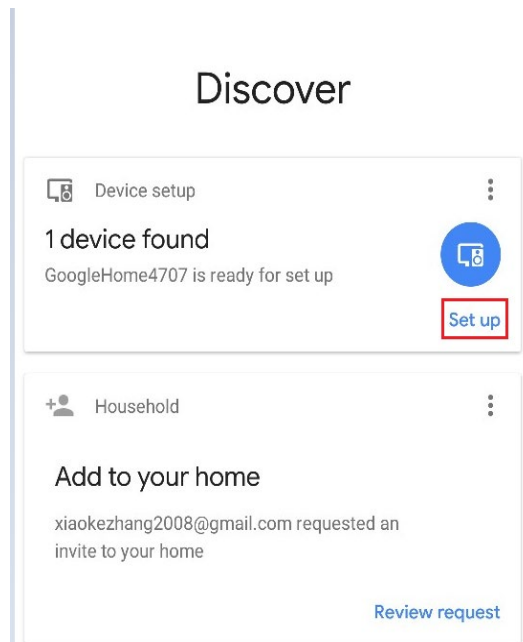 Discover
Device setup
1 device found
GoogleHome4707 is ready for set up
Set up
Household
Add to your home
xiaokezhang2008@gmail.com requested an
invite to your home
Review request